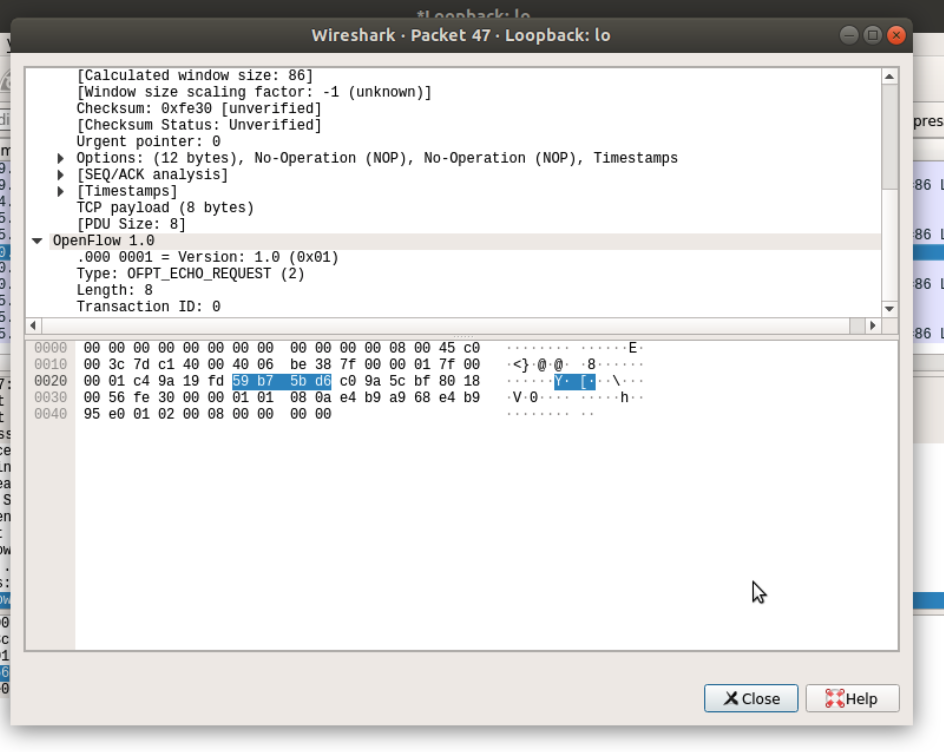 *Loopback: lo
Wireshark · Packet 47 · Loopback: lo
[Calculated window size: 86]
[Window size scaling factor: -1 (unknown)]
Checksum: 0xfe30 [unverified]
[Checksum Status: Unverified]
Urgent pointer: 0
Options: (12 bytes), No-Operation (NOP), No-Operation (NOP), Timestamps
[SEQ/ACK analysis]
[Timestamps]
TCP payload (8 bytes)
[PDU Size: 8]
OpenFlow 1.0
.000 0001 = Version: 1.0 (0x01)
Type: OFPT_ECHO_REQUEST (2)
Length: 8
Transaction ID: 0
0000 00 00 00 00 00 00 00 00 00 00 00 00 08 00 45 c0 ········ ······E·
0010 00 3c 7d c1 40 00 40 06 be 38 7f 00 00 01 7f 00 ·<}·@·@· ·8······
0020 00 01 c4 9a 19 fd 59 b7 5b d6 c0 9a 5c bf 80 18 ······Y· [···\···
0030 00 56 fe 30 00 00 01 01 08 0a e4 b9 a9 68 e4 b9 ·V·0···· ·····h··
0040 95 e0 01 02 00 08 00 00 00 00 ········ ··
Close
Help